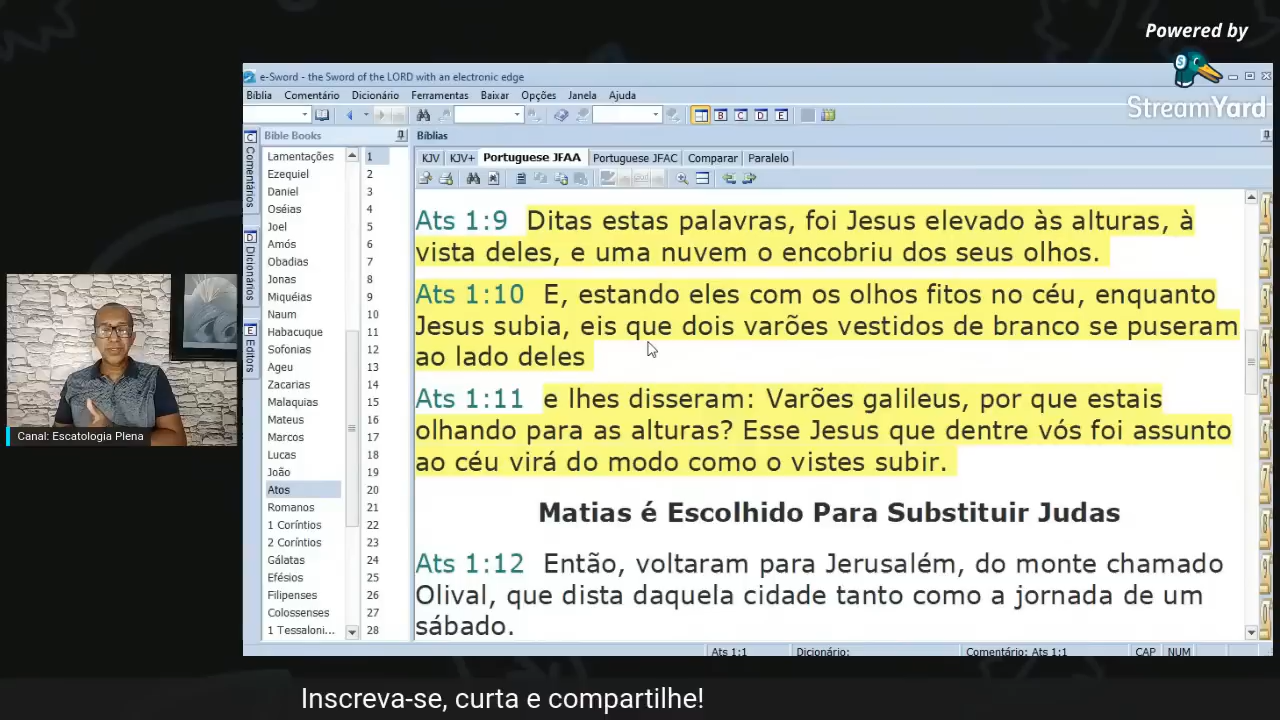 Powered by
StreamYard
e-Sword - the Sword of the LORD with an electronic edge
Bíblia Comentário Dicionário Ferramentas Baixar Opções Janela Ajuda
B C D E
Bible Books
Bíblias
KJV KJV+ Portuguese JFAA Portuguese JFAC Comparar Paralelo
C Comentários
D Dicionários
E Editors
Lamentações
Ezequiel
Daniel
Oséias
Joel
Amós
Obadias
Jonas
Miquéias
Naum
Habacuque
Sofonias
Ageu
Zacarias
Malaquias
Mateus
Marcos
Lucas
João
Atos
Romanos
1 Coríntios
2 Coríntios
Gálatas
Efésios
Filipenses
Colossenses
1 Tessaloni...
1
2
3
4
5
6
7
8
9
10
11
12
13
14
15
16
17
18
19
20
21
22
23
24
25
26
27
28
Ats 1:9 Ditas estas palavras, foi Jesus elevado às alturas, à
vista deles, e uma nuvem o encobriu dos seus olhos.
Ats 1:10 E, estando eles com os olhos fitos no céu, enquanto
Jesus subia, eis que dois varões vestidos de branco se puseram
ao lado deles
Ats 1:11 e lhes disseram: Varões galileus, por que estais
olhando para as alturas? Esse Jesus que dentre vós foi assunto
ao céu virá do modo como o vistes subir.
Matias é Escolhido Para Substituir Judas
Ats 1:12 Então, voltaram para Jerusalém, do monte chamado
Olival, que dista daquela cidade tanto como a jornada de um
sábado.
Ats 1:1 Dicionário: Comentário: Ats 1:1 CAP NUM
Canal: Escatologia Plena
Inscreva-se, curta e compartilhe!